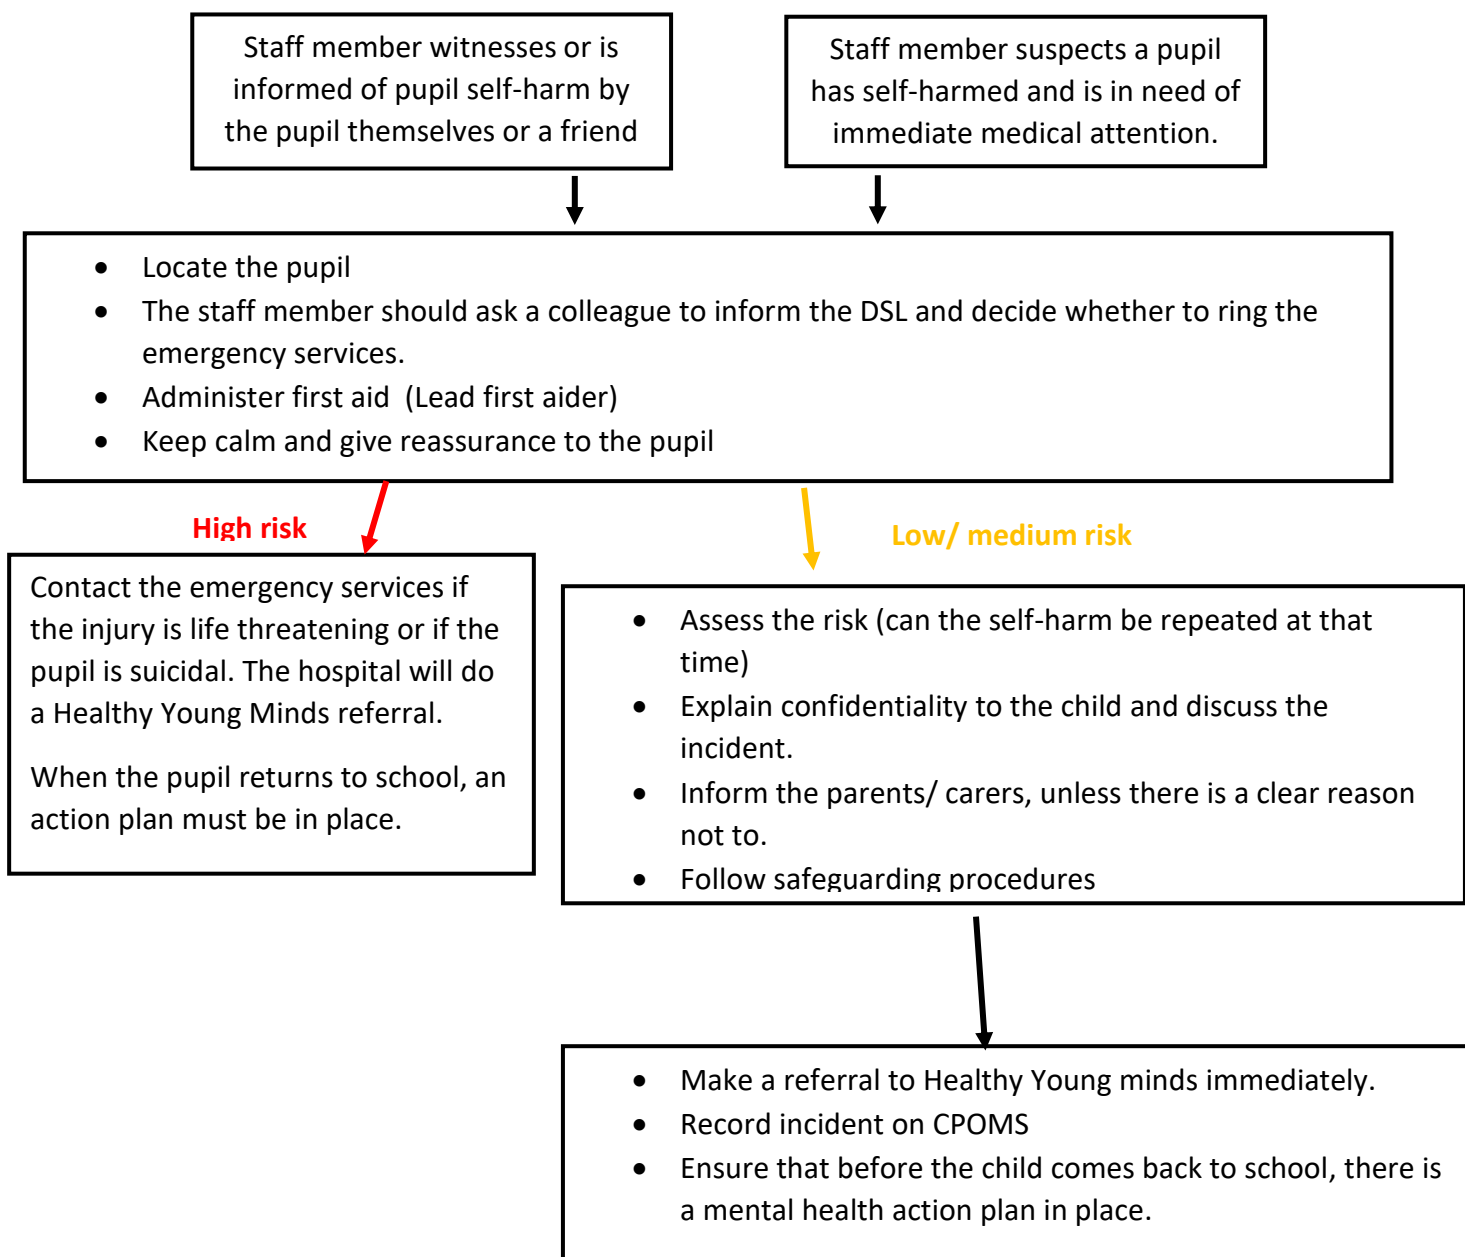 Staff member witnesses or is
informed of pupil self-harm by
the pupil themselves or a friend
Staff member suspects a pupil
has self-harmed and is in need of
immediate medical attention.
• Locate the pupil
• The staff member should ask a colleague to inform the DSL and decide whether to ring the
emergency services.
• Administer first aid  (Lead first aider)
• Keep calm and give reassurance to the pupil
High risk
Low/ medium risk
Contact the emergency services if
the injury is life threatening or if the
pupil is suicidal. The hospital will do
a Healthy Young Minds referral.
When the pupil returns to school, an
action plan must be in place.
• Assess the risk (can the self-harm be repeated at that
time)
• Explain confidentiality to the child and discuss the
incident.
• Inform the parents/ carers, unless there is a clear reason
not to.
• Follow safeguarding procedures
• Make a referral to Healthy Young minds immediately.
• Record incident on CPOMS
• Ensure that before the child comes back to school, there is
a mental health action plan in place.